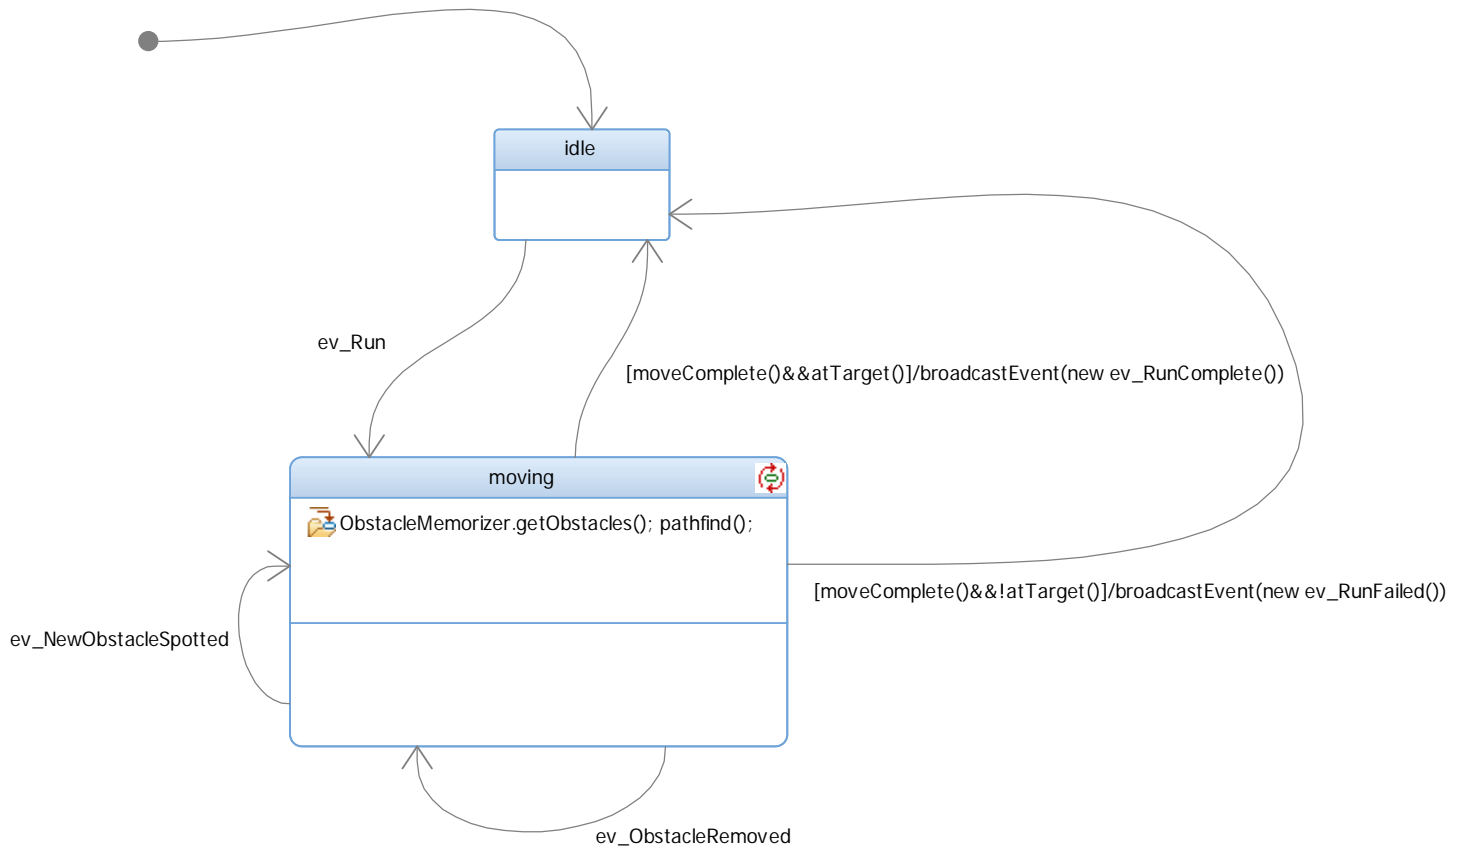 idle
ev_Run
[moveComplete()&&atTarget()]/broadcastEvent(new ev_RunComplete())
moving
ObstacleMemorizer.getObstacles(); pathfind();
[moveComplete()&&!atTarget()]/broadcastEvent(new ev_RunFailed())
ev_NewObstacleSpotted
ev_ObstacleRemoved